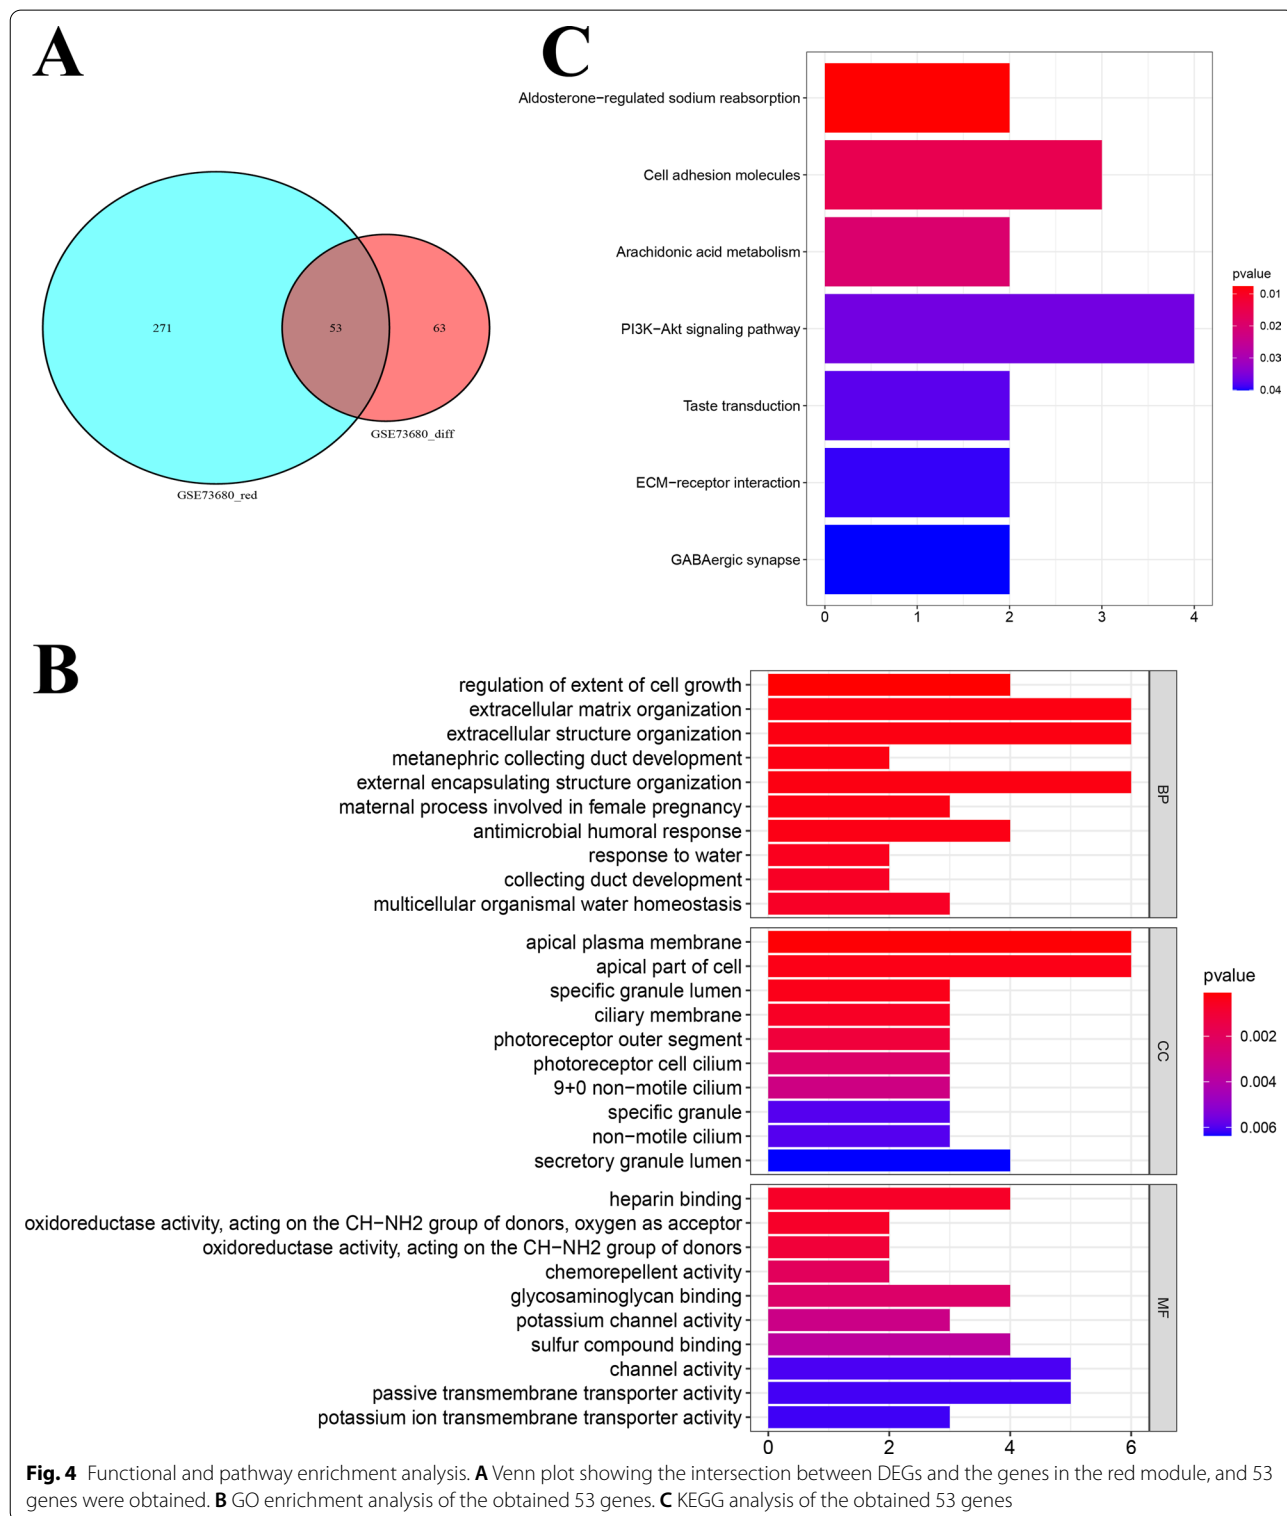 A
271
53
63
GSE73680_diff
GSE73680_red
C
Aldosterone−regulated sodium reabsorption
Cell adhesion molecules
Arachidonic acid metabolism
PI3K−Akt signaling pathway
Taste transduction
ECM−receptor interaction
GABAergic synapse
0 1 2 3 4
pvalue
0.01
0.02
0.03
0.04
B
regulation of extent of cell growth
extracellular matrix organization
extracellular structure organization
metanephric collecting duct development
external encapsulating structure organization
maternal process involved in female pregnancy
antimicrobial humoral response
response to water
collecting duct development
multicellular organismal water homeostasis
BP
apical plasma membrane
apical part of cell
specific granule lumen
ciliary membrane
photoreceptor outer segment
photoreceptor cell cilium
9+0 non−motile cilium
specific granule
non−motile cilium
secretory granule lumen
CC
heparin binding
oxidoreductase activity, acting on the CH−NH2 group of donors, oxygen as acceptor
oxidoreductase activity, acting on the CH−NH2 group of donors
chemorepellent activity
glycosaminoglycan binding
potassium channel activity
sulfur compound binding
channel activity
passive transmembrane transporter activity
potassium ion transmembrane transporter activity
MF
0 2 4 6
pvalue
0.002
0.004
0.006
Fig. 4 Functional and pathway enrichment analysis. A Venn plot showing the intersection between DEGs and the genes in the red module, and 53
genes were obtained. B GO enrichment analysis of the obtained 53 genes. C KEGG analysis of the obtained 53 genes